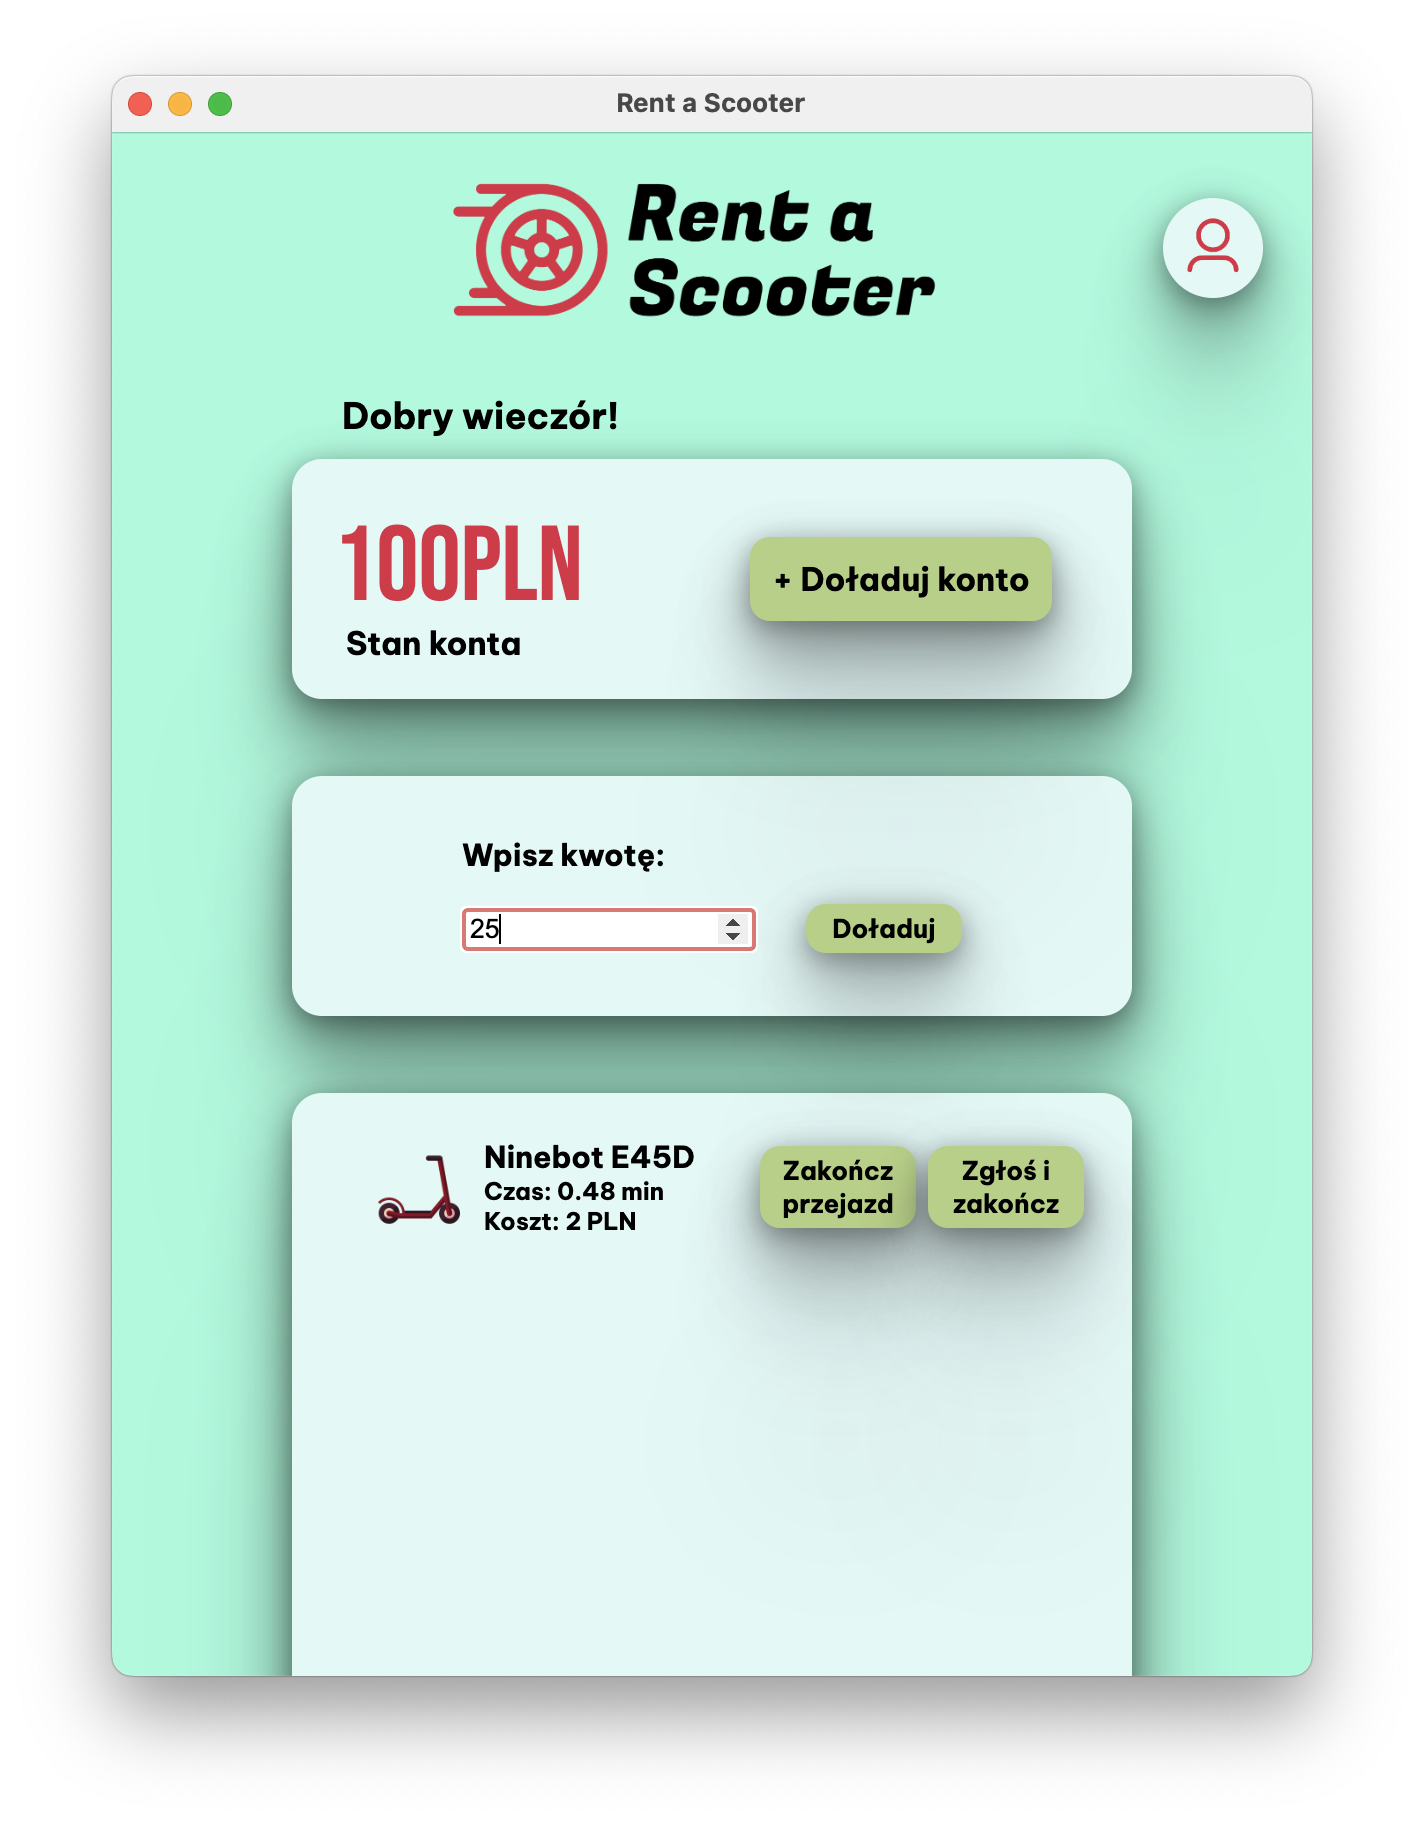 Rent a Scooter
Rent a
Scooter
Dobry wieczór!
100PLN
+ Doładuj konto
Stan konta
Wpisz kwotę:
25
Doładuj
Ninebot E45D
Czas: 0.48 min
Koszt: 2 PLN
Zakończ
przejazd
Zgłoś i
zakończ